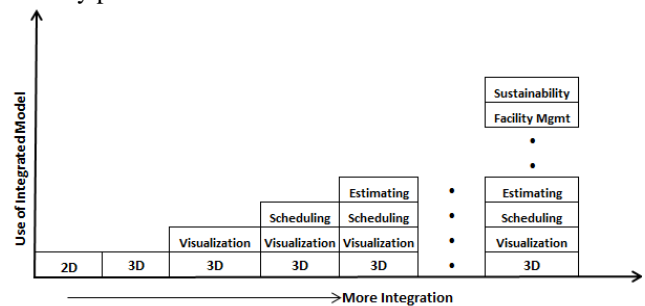 Sustainability
Facility Mgmt
Estimating Estimating
Scheduling Scheduling Scheduling
Visualization Visualization Visualization Visualization
2D 3D 3D 3D 3D 3D
Use of Integrated Model
More Integration